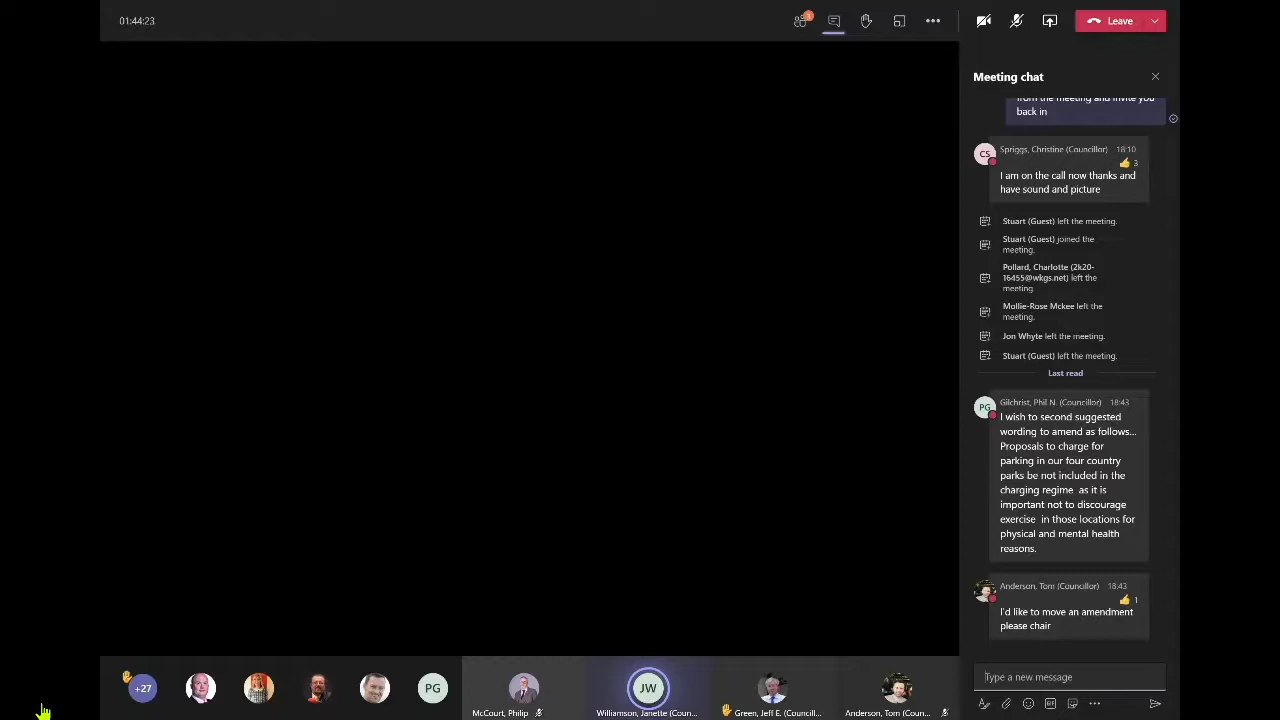 01:44:23
3
Leave
Meeting chat
from the meeting and invite you
back in
CS
Spriggs, Christine (Councillor) 18:10
3
I am on the call now thanks and
have sound and picture
Stuart (Guest) left the meeting.
Stuart (Guest) joined the
meeting.
Pollard, Charlotte (2k20-
16455@wkgs.net) left the
meeting.
Mollie-Rose Mckee left the
meeting.
Jon Whyte left the meeting.
Stuart (Guest) left the meeting.
Last read
PG
Gilchrist, Phil N. (Councillor) 18:43
I wish to second suggested
wording to amend as follows...
Proposals to charge for
parking in our four country
parks be not included in the
charging regime as it is
important not to discourage
exercise in those locations for
physical and mental health
reasons.
Anderson, Tom (Councillor) 18:43
1
I'd like to move an amendment
please chair
Type a new message
GIF
+27
PG
JW
McCourt, Philip
Williamson, Janette (Coun...
Green, Jeff E. (Councill...
Anderson, Tom (Coun...